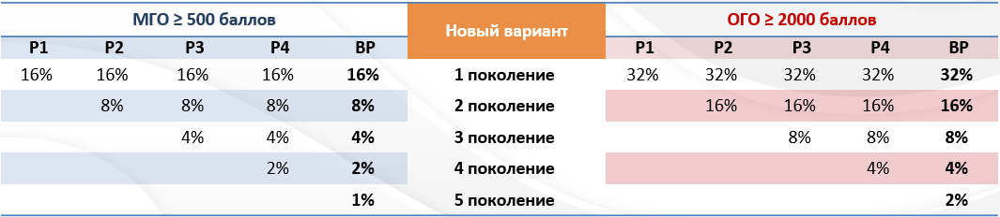 МГО ≥ 500 баллов Новый вариант ОГО ≥ 2000 баллов
Р1 Р2 Р3 Р4 ВР Р1 Р2 Р3 Р4 ВР
16% 16% 16% 16% 16% 1 поколение 32% 32% 32% 32% 32%
8% 8% 8% 8% 2 поколение 16% 16% 16% 16%
4% 4% 4% 3 поколение 8% 8% 8%
2% 2% 4 поколение 4% 4%
1% 5 поколение 2%